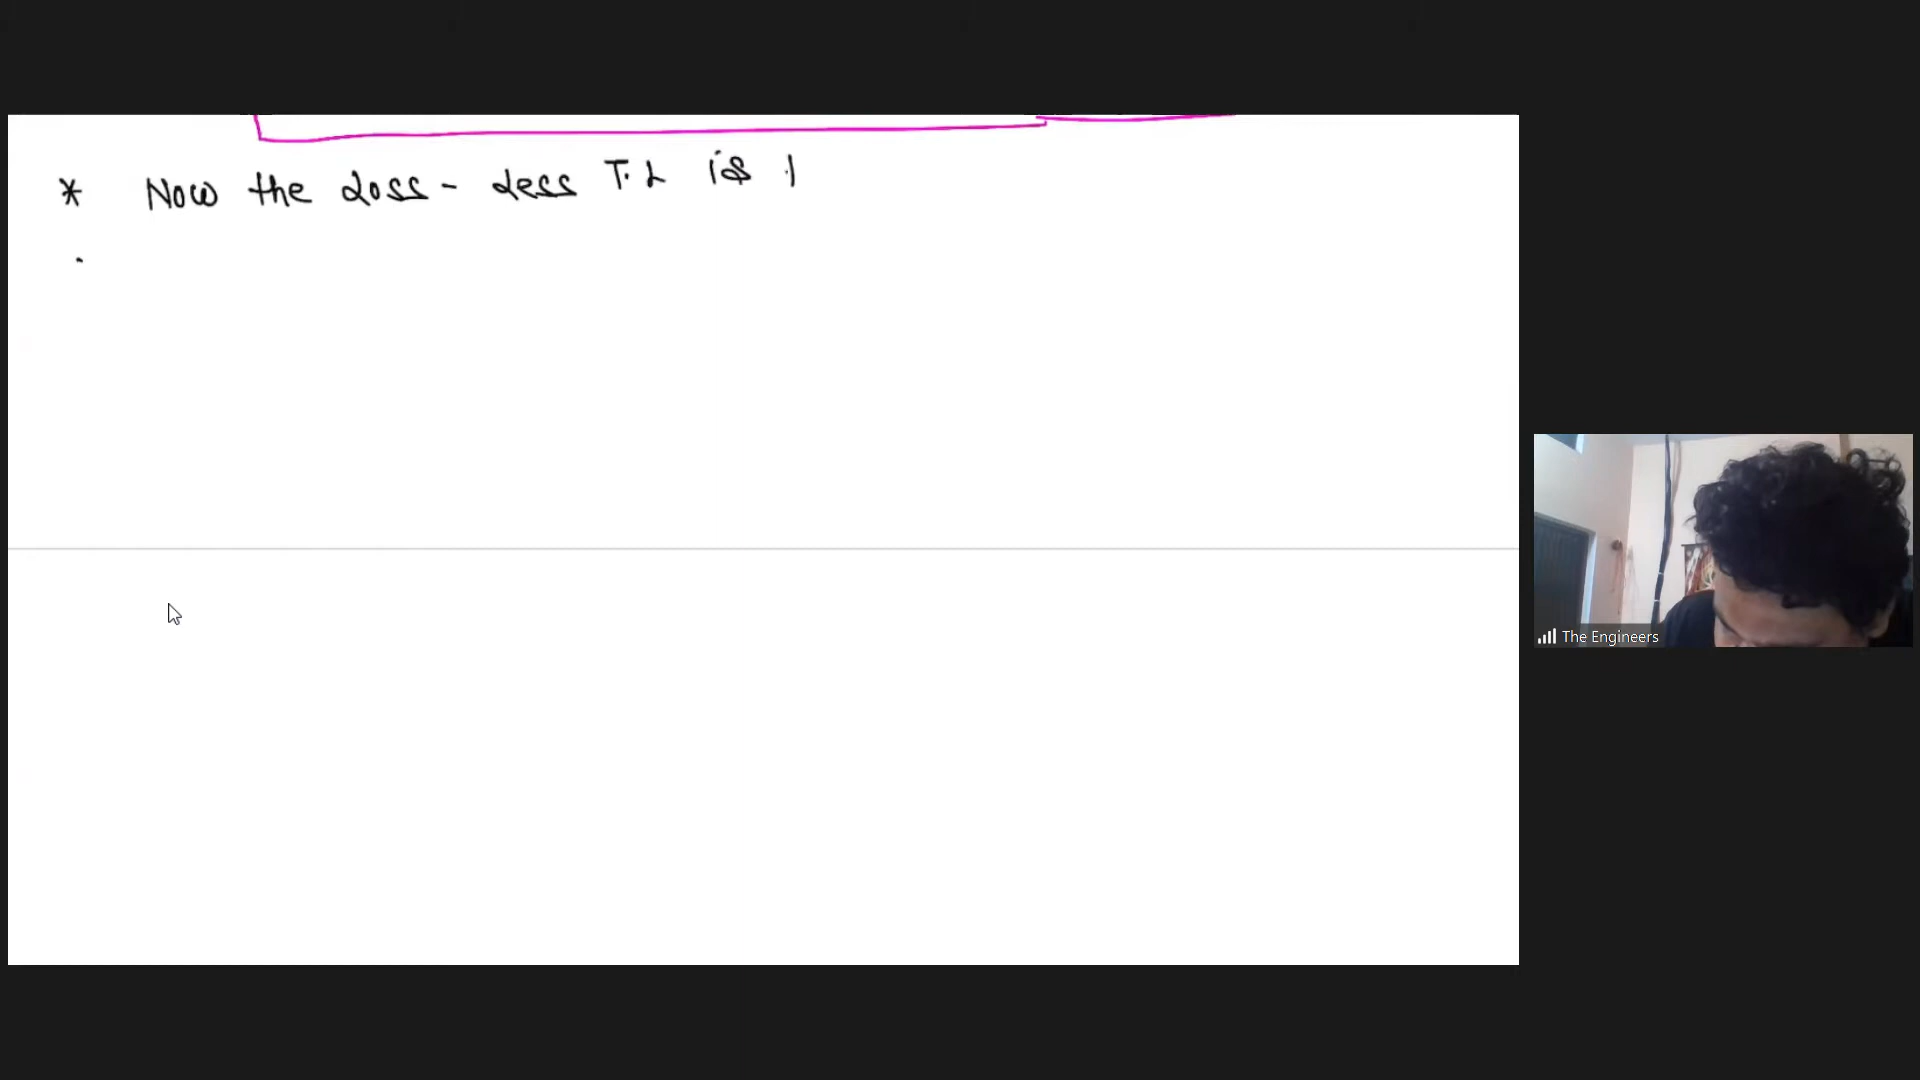 * Now the Loss - Less T.L is
The Engineers